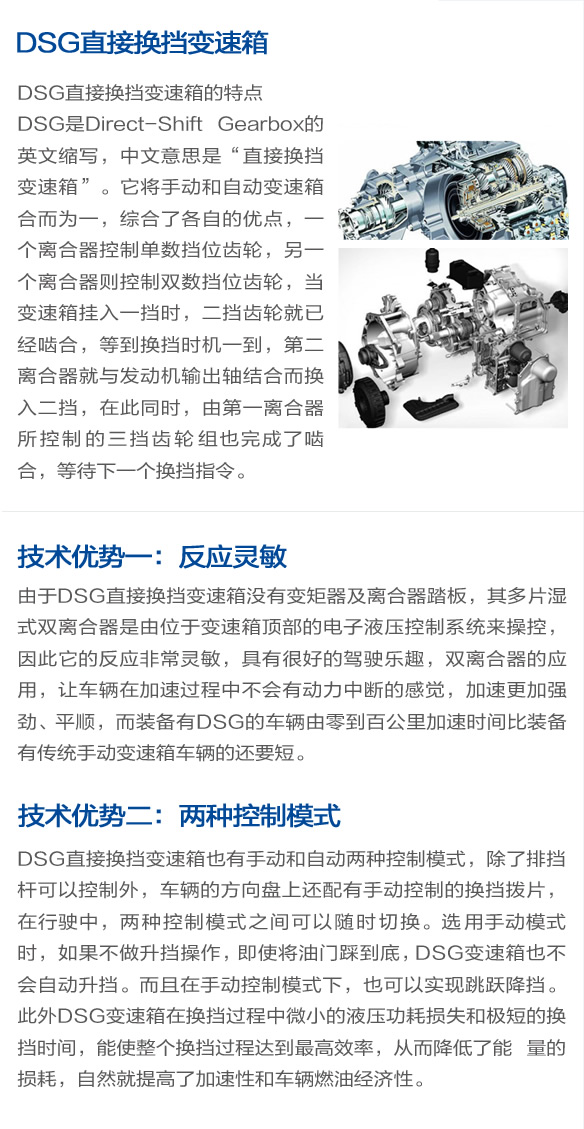 DSG直接换挡变速箱
DSG直接换挡变速箱的特点
DSG是Direct-Shift Gearbox的
英文缩写，中文意思是“直接换挡
变速箱”。它将手动和自动变速箱
合而为一，综合了各自的优点，一
个离合器控制单数挡位齿轮，另一
个离合器则控制双数挡位齿轮，当
变速箱挂入一挡时，二挡齿轮就已
经啮合，等到换挡时机一到，第二
离合器就与发动机输出轴结合而换
入二挡，在此同时，由第一离合器
所控制的三挡齿轮组也完成了啮
合，等待下一个换挡指令。
技术优势一：反应灵敏
由于DSG直接换挡变速箱没有变矩器及离合器踏板，其多片湿
式双离合器是由位于变速箱顶部的电子液压控制系统来操控，
因此它的反应非常灵敏，具有很好的驾驶乐趣，双离合器的应
用，让车辆在加速过程中不会有动力中断的感觉，加速更加强
劲、平顺，而装备有DSG的车辆由零到百公里加速时间比装备
有传统手动变速箱车辆的还要短。
技术优势二：两种控制模式
DSG直接换挡变速箱也有手动和自动两种控制模式，除了排挡
杆可以控制外，车辆的方向盘上还配有手动控制的换挡拨片，
在行驶中，两种控制模式之间可以随时切换。选用手动模式
时，如果不做升挡操作，即使将油门踩到底，DSG变速箱也不
会自动升挡。而且在手动控制模式下，也可以实现跳跃降挡。
此外DSG变速箱在换挡过程中微小的液压功耗损失和极短的换
挡时间，能使整个换挡过程达到最高效率，从而降低了能 量的
损耗，自然就提高了加速性和车辆燃油经济性。